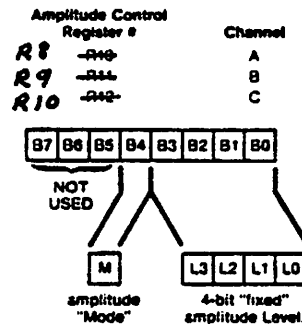 Amplitude Control
Register # Channel
R8 R10 A
R9 R11 B
R10 R12 C
B7 B6 B5 B4 B3 B2 B1 B0
NOT
USED
M L3 L2 L1 L0
amplitude 4-bit "fixed"
"Mode" amplitude Level.